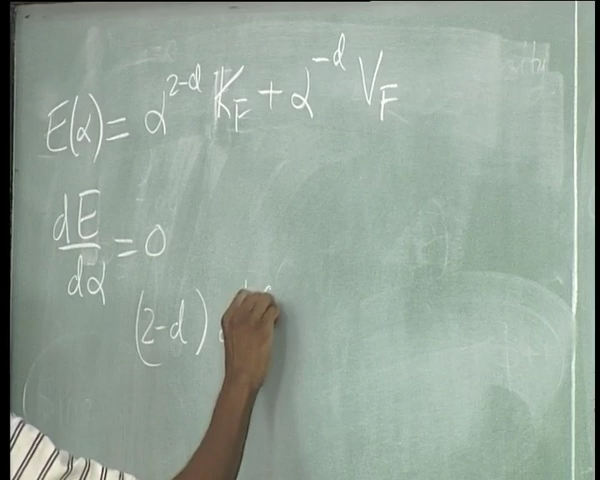 E(α) = α^{2-d} K_F + α^{-d} V_F
dE/dα = 0
(2-d)